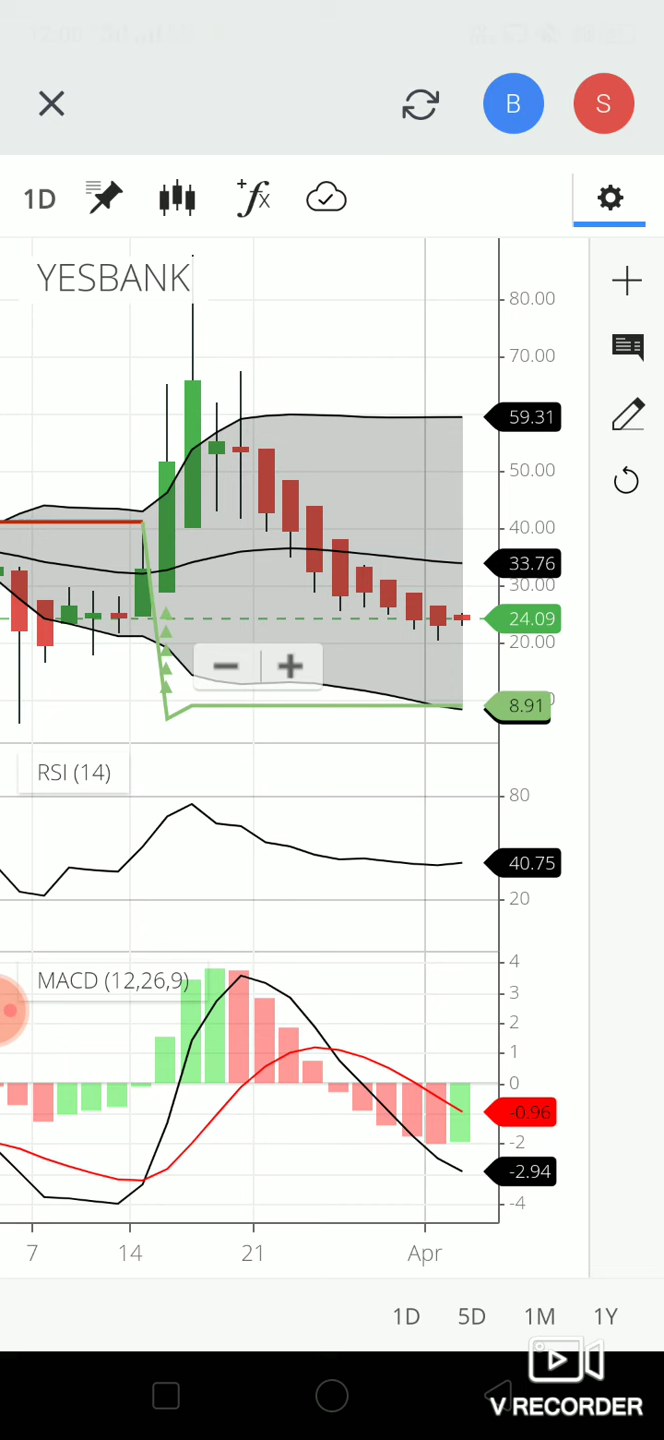 B
S
1D
fx
YESBANK
80.00
70.00
59.31
50.00
40.00
33.76
30.00
24.09
20.00
8.91
RSI (14)
80
40.75
20
MACD (12,26,9)
4
3
2
1
0
-0.96
-2
-2.94
-4
7 14 21 Apr
1D 5D 1M 1Y
V RECORDER